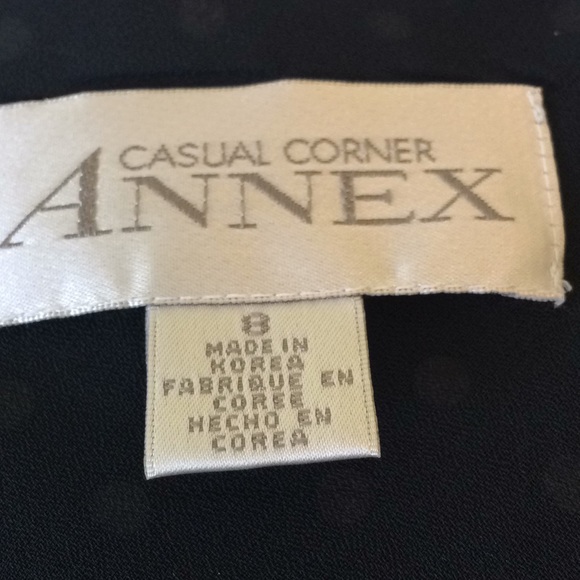 CASUAL CORNER
ANNEX
8
MADE IN
KOREA
FABRIQUE EN
COREE
HECHO EN
COREA